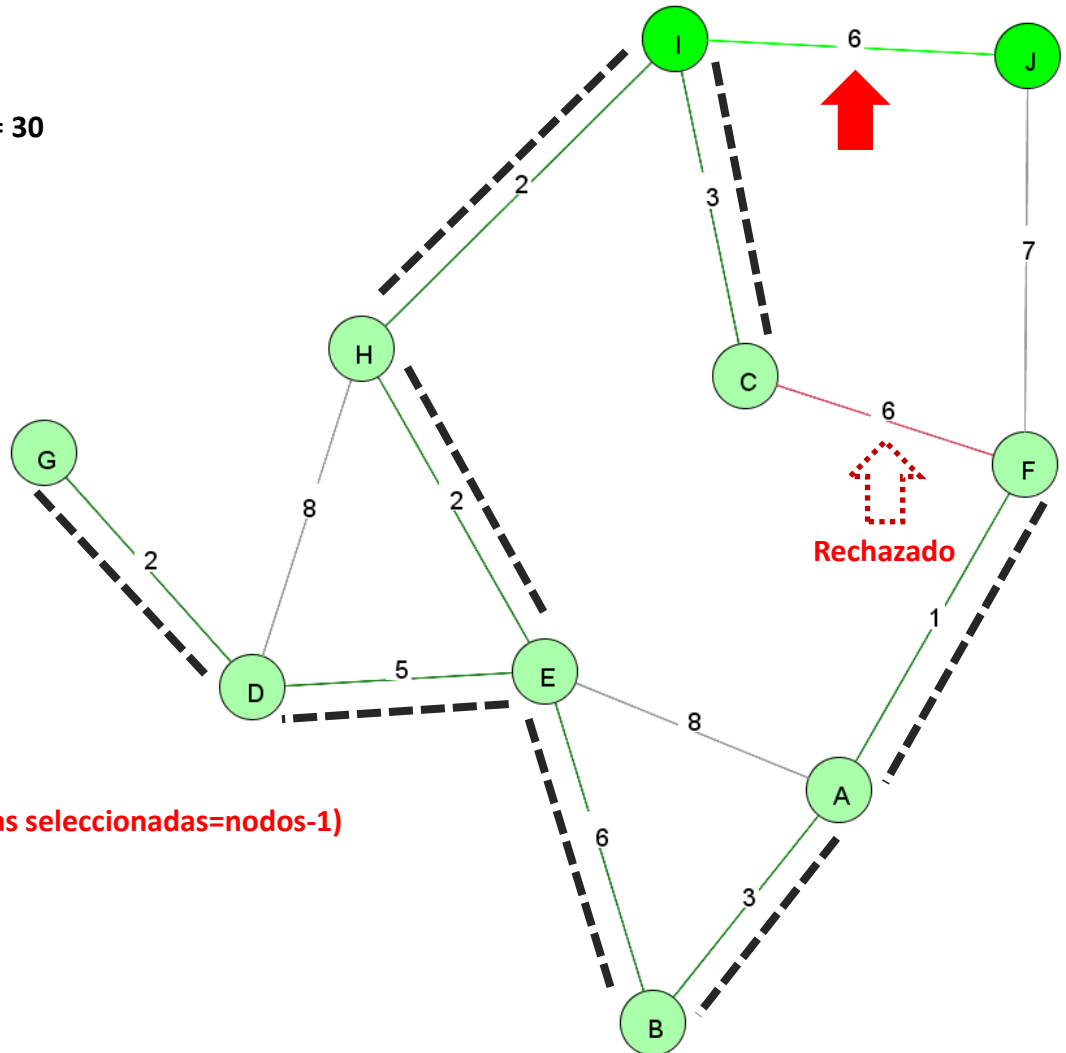 I
6
J
= 30
2
3
7
H
C
6
G
F
8
2
Rechazado
2
1
5
E
D
8
A
as seleccionadas=nodos-1)
6
3
B